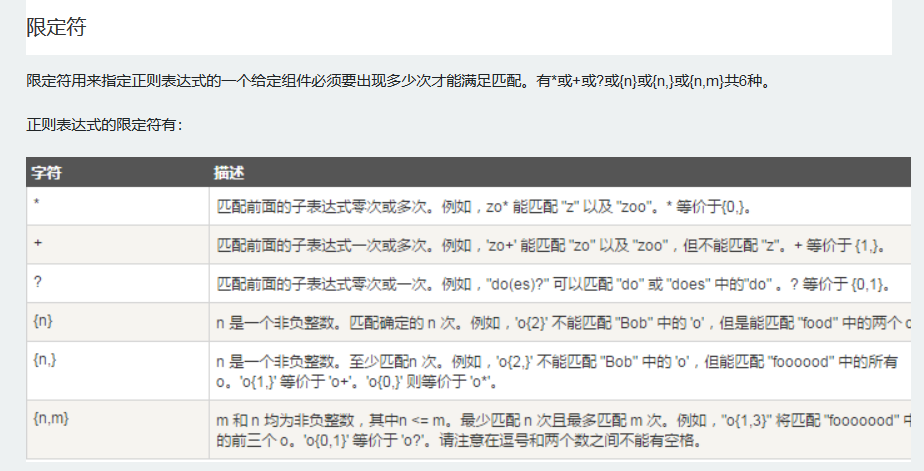 限定符
限定符用来指定正则表达式的一个给定组件必须要出现多少次才能满足匹配。有*或+或?或{n}或{n,}或{n,m}共6种。
正则表达式的限定符有：
字符 描述
* 匹配前面的子表达式零次或多次。例如，zo* 能匹配 "z" 以及 "zoo"。* 等价于{0,}。
+ 匹配前面的子表达式一次或多次。例如，'zo+' 能匹配 "zo" 以及 "zoo"，但不能匹配 "z"。+ 等价于 {1,}。
? 匹配前面的子表达式零次或一次。例如，"do(es)?" 可以匹配 "do" 或 "does" 中的"do" 。? 等价于 {0,1}。
{n} n 是一个非负整数。匹配确定的 n 次。例如，'o{2}' 不能匹配 "Bob" 中的 'o'，但是能匹配 "food" 中的两个 o
{n,} n 是一个非负整数。至少匹配n 次。例如，'o{2,}' 不能匹配 "Bob" 中的 'o'，但能匹配 "foooood" 中的所有
o。'o{1,}' 等价于 'o+'。'o{0,}' 则等价于 'o*'。
{n,m} m 和 n 均为非负整数，其中n <= m。最少匹配 n 次且最多匹配 m 次。例如，"o{1,3}" 将匹配 "fooooood" 中
的前三个 o。'o{0,1}' 等价于 'o?'。请注意在逗号和两个数之间不能有空格。